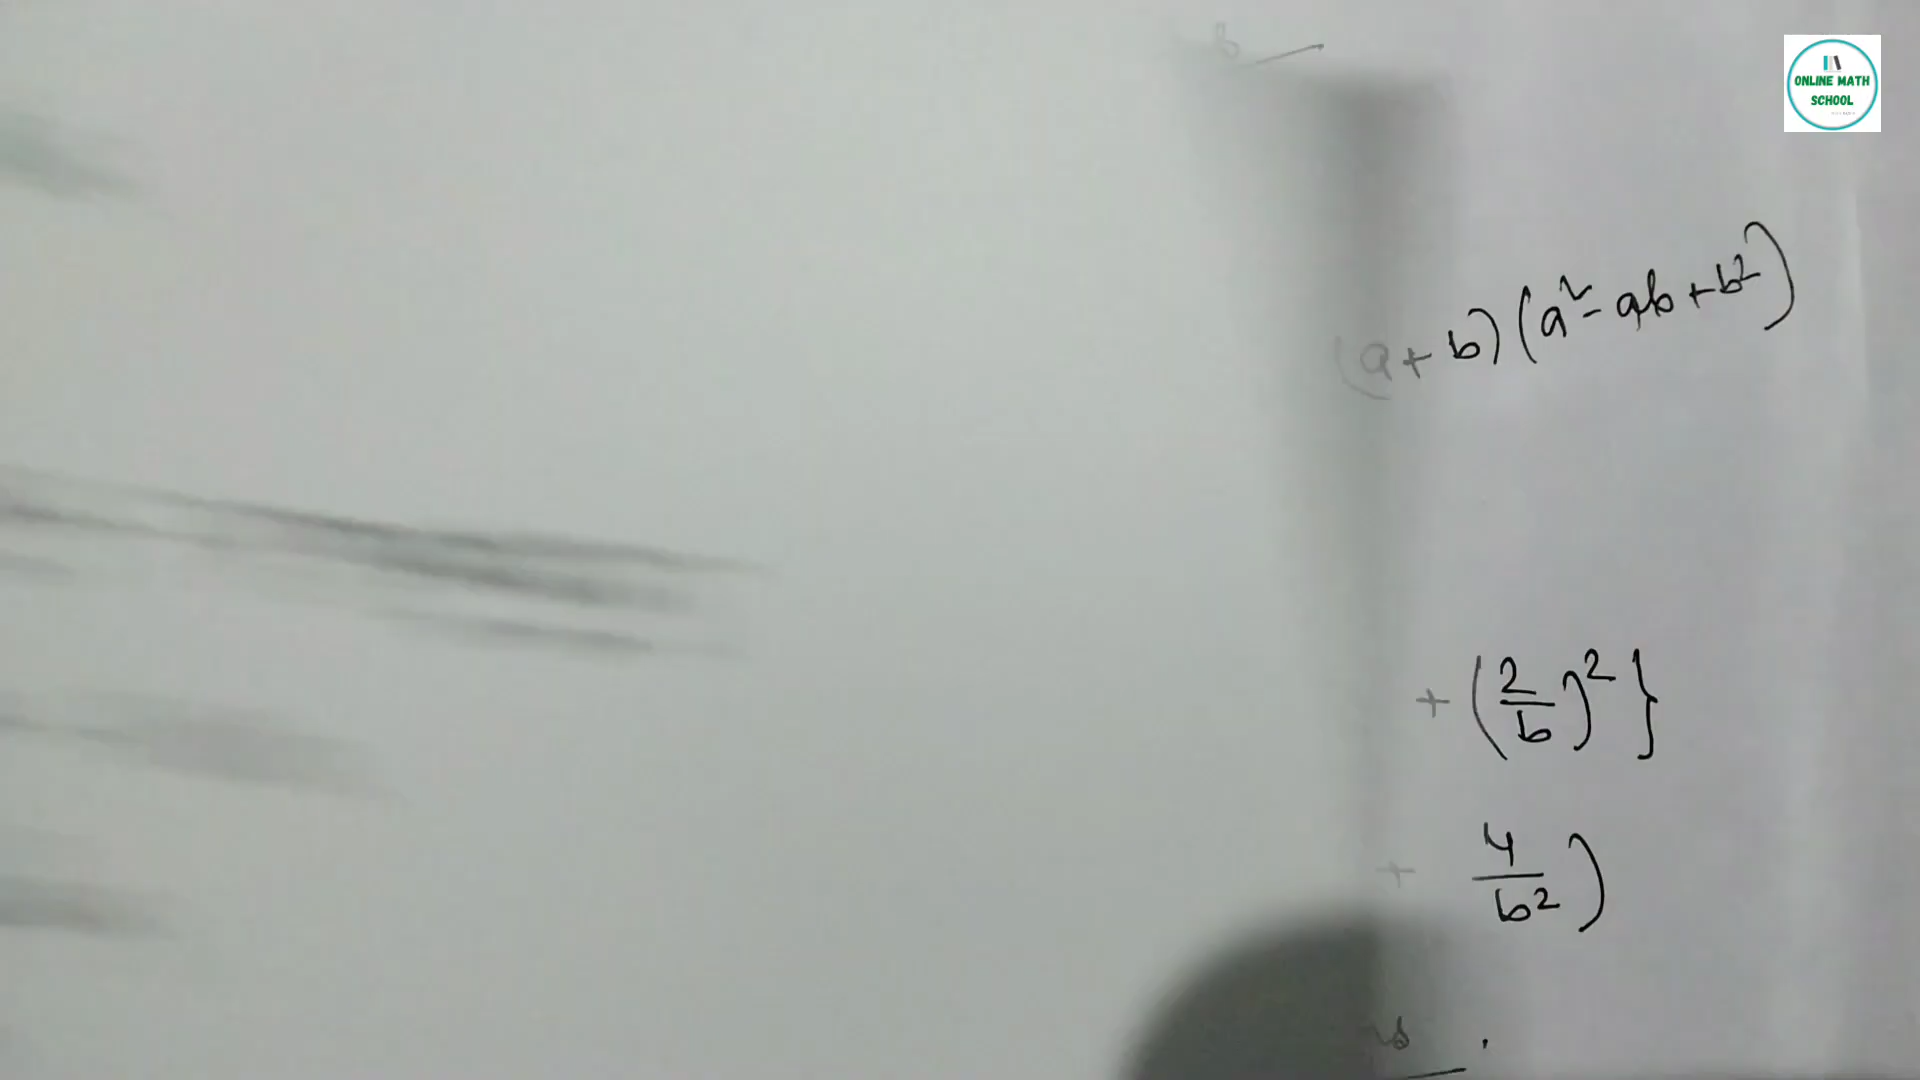 ONLINE MATH
SCHOOL
b
(a + b) (a² - ab + b²)
+ (2/b)² }
+ 4/b² )